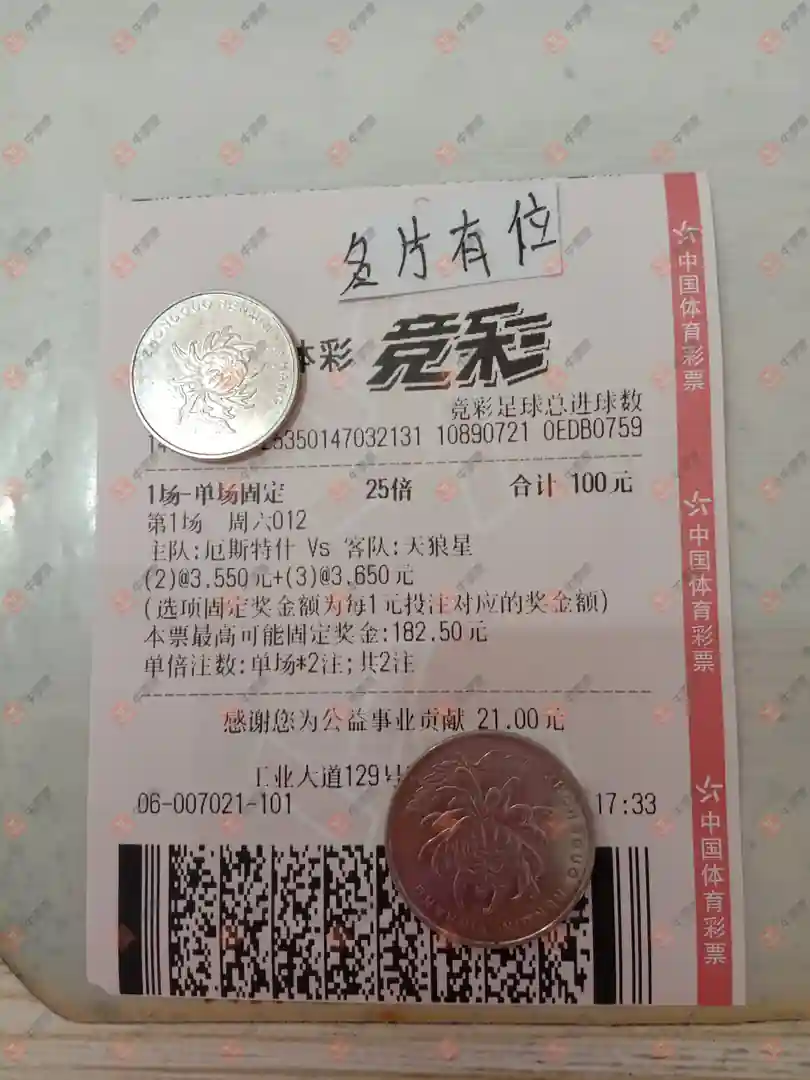 名片有位
体彩 竞彩
竞彩足球总进球数
350147032131 10890721 0EDB0759
1场-单场固定 25倍 合计 100元
第1场 周六012
主队:厄斯特什 Vs 客队:天狼星
(2)@3.550元+(3)@3.650元
(选项固定奖金额为每1元投注对应的奖金额)
本票最高可能固定奖金:182.50元
单倍注数:单场*2注;共2注
感谢您为公益事业贡献 21.00元
工业大道129号
06-007021-101 17:33
中国体育彩票
中国体育彩票
中国体育彩票